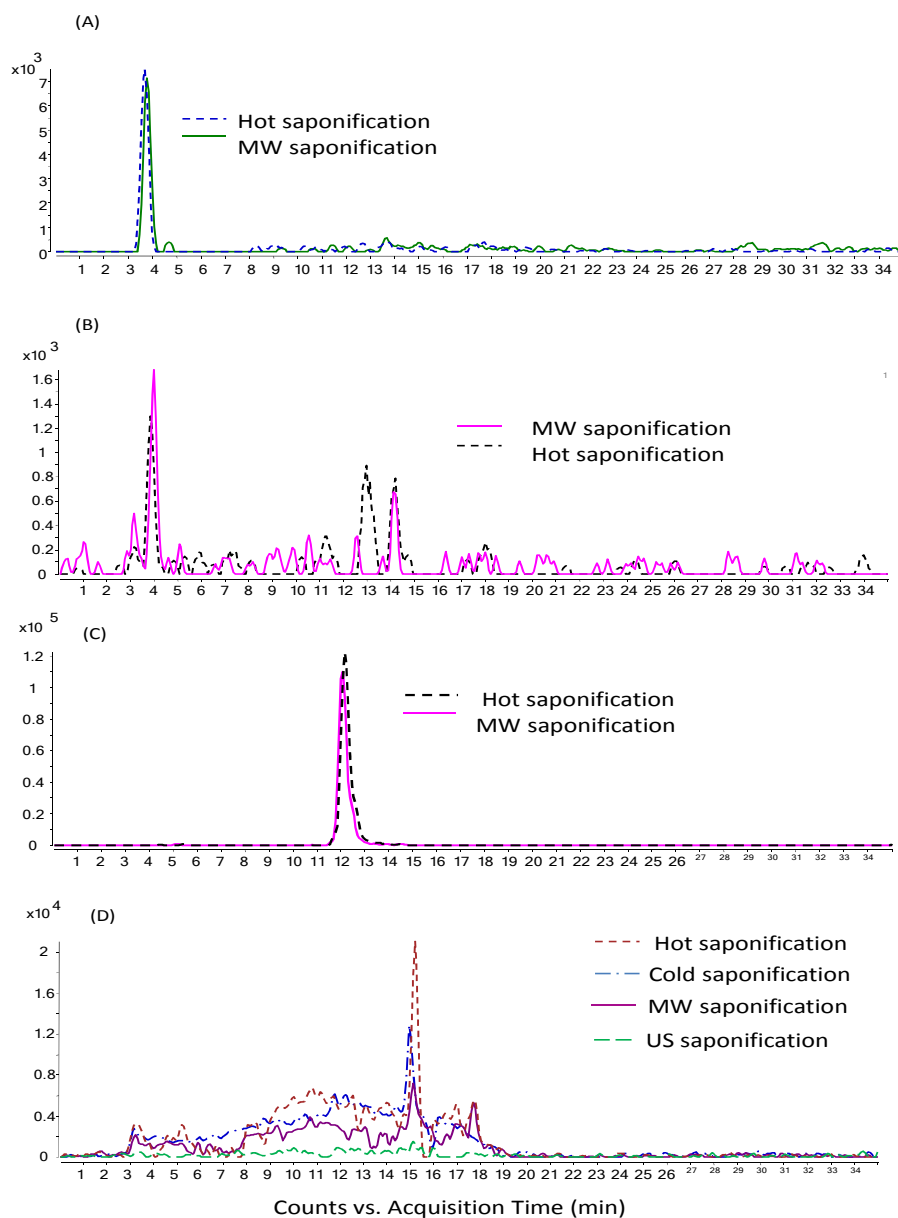 (A)
x10
3
7
6
5
4
3
2
1
0
Hot saponification
MW saponification
1 2 3 4 5 6 7 8 9 10 11 12 13 14 15 16 17 18 19 20 21 22 23 24 25 26 27 28 29 30 31 32 33 34
(B)
x10
3
1.6
1.4
1.2
1
0.8
0.6
0.4
0.2
0
1
MW saponification
Hot saponification
1 2 3 4 5 6 7 8 9 10 11 12 13 14 15 16 17 18 19 20 21 22 23 24 25 26 27 28 29 30 31 32 33 34
(C)
x10 5
1.2
1
0.8
0.6
0.4
0.2
0
Hot saponification
MW saponification
1 2 3 4 5 6 7 8 9 10 11 12 13 14 15 16 17 18 19 20 21 22 23 24 25 26 27 28 29 30 31 32 33 34
(D)
x10 4
2
1.6
1.2
0.8
0.4
0
Hot saponification
Cold saponification
MW saponification
US saponification
1 2 3 4 5 6 7 8 9 10 11 12 13 14 15 16 17 18 19 20 21 22 23 24 25 26 27 28 29 30 31 32 33 34
Counts vs. Acquisition Time (min)